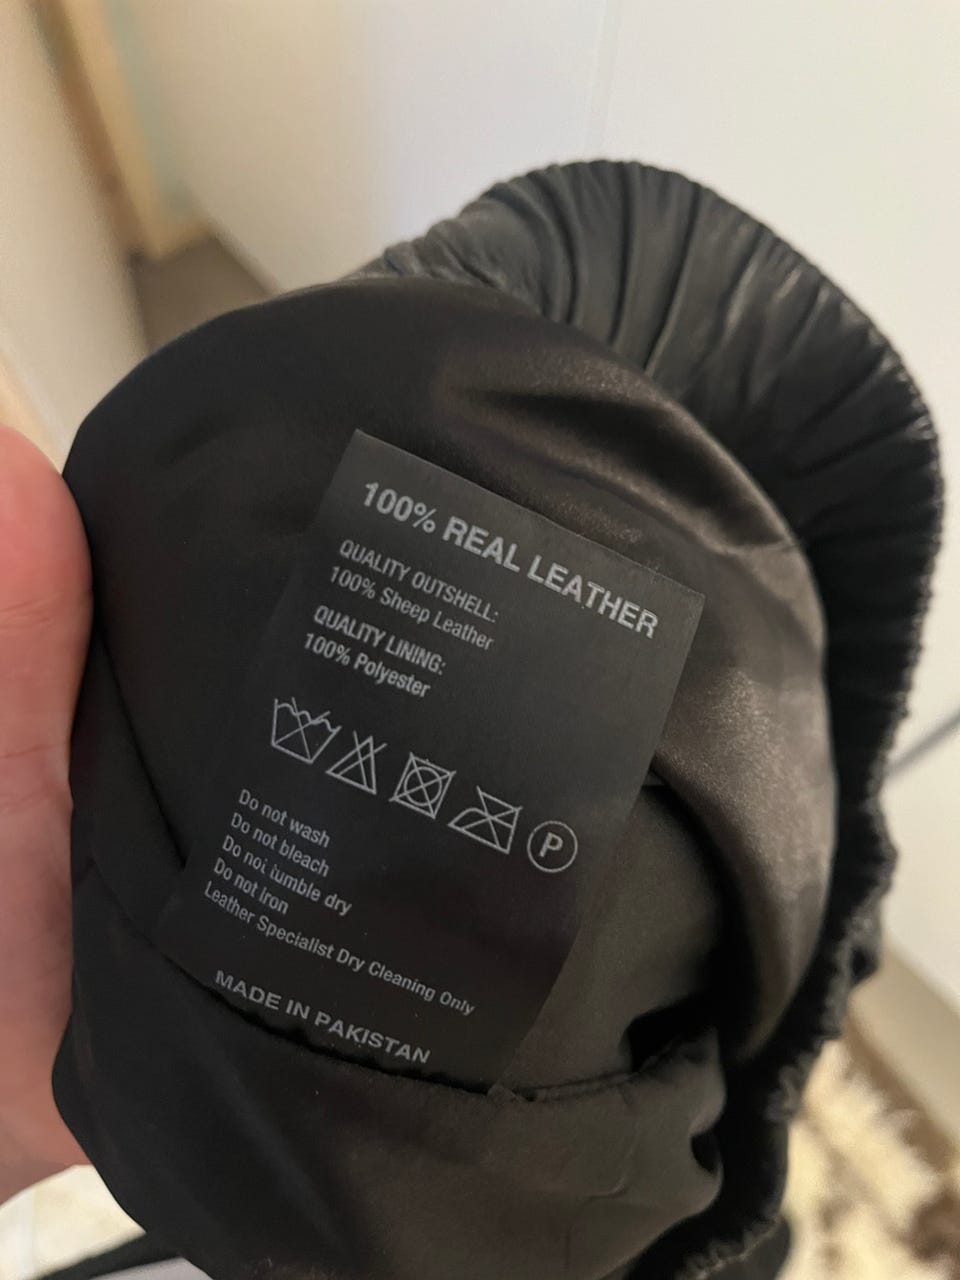 100% REAL LEATHER
QUALITY OUTSHELL:
100% Sheep Leather
QUALITY LINING:
100% Polyester
P
Do not wash
Do not bleach
Do not tumble dry
Do not Iron
Leather Specialist Dry Cleaning Only
MADE IN PAKISTAN